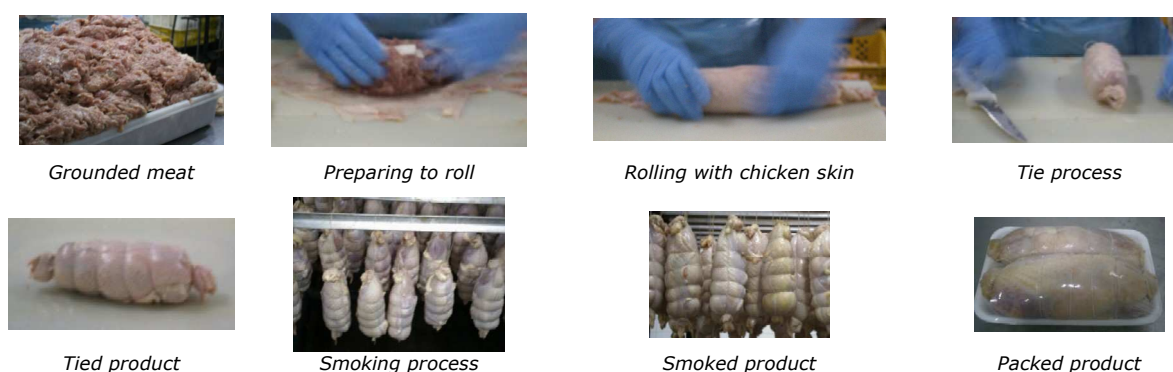 Grounded meat
Preparing to roll
Rolling with chicken skin
Tie process
Tied product
Smoking process
Smoked product
Packed product